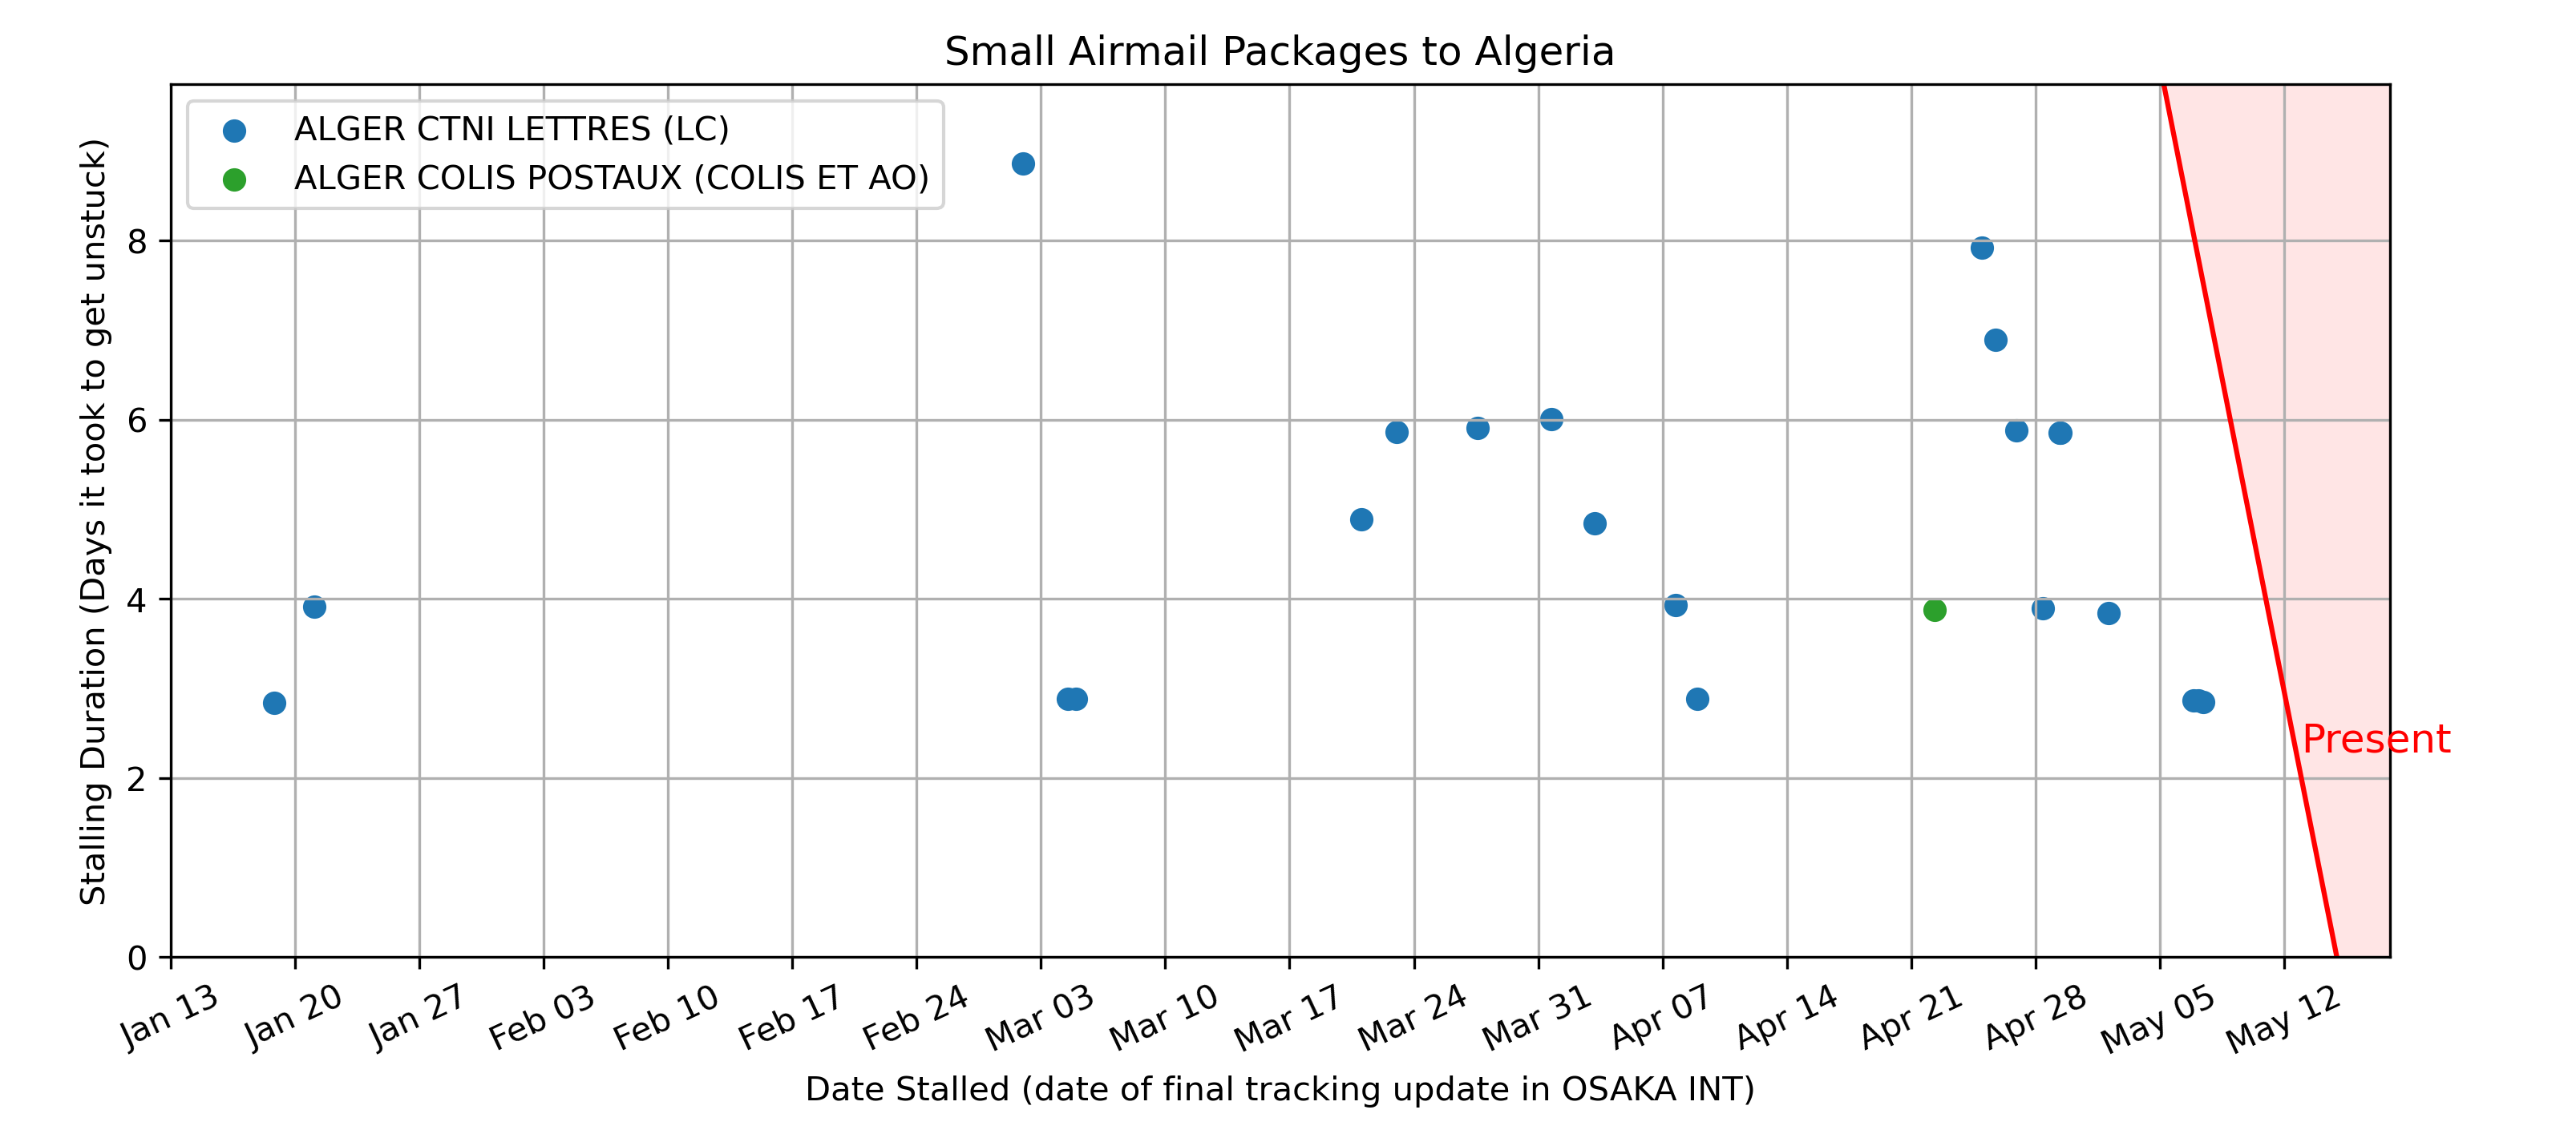 Small Airmail Packages to Algeria
ALGER CTNI LETTRES (LC)
ALGER COLIS POSTAUX (COLIS ET AO)
Stalling Duration (Days it took to get unstuck)
8
6
4
2
0
Present
Jan 13
Jan 20
Jan 27
Feb 03
Feb 10
Feb 17
Feb 24
Mar 03
Mar 10
Mar 17
Mar 24
Mar 31
Apr 07
Apr 14
Apr 21
Apr 28
May 05
May 12
Date Stalled (date of final tracking update in OSAKA INT)